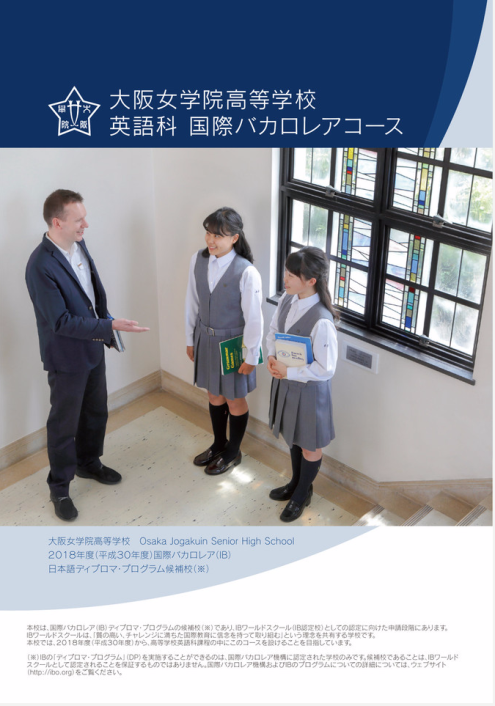 大阪女学院高等学校
英語科 国際バカロレアコース
大阪女学院高等学校 Osaka Jogakuin Senior High School
2018年度(平成30年度)国際バカロレア(IB)
日本語ディプロマ・プログラム候補校(※)
本校は、国際バカロレア(IB)ディプロマ・プログラムの候補校(※)であり、IBワールドスクール(IB認定校)としての認定に向けた申請段階にあります。
IBワールドスクールは、「質の高い、チャレンジに満ちた国際教育に信念を持って取り組む」という理念を共有する学校です。
本校では、2018年度(平成30年度)から、高等学校英語科課程の中にこのコースを設けることを目指しています。
(※)IBの「ディプロマ・プログラム」(DP)を実施することができるのは、国際バカロレア機構に認定された学校のみです。候補校であることは、IBワールド
スクールとして認定されることを保証するものではありません。国際バカロレア機構およびIBのプログラムについての詳細については、ウェブサイト
(http://ibo.org)をご覧ください。